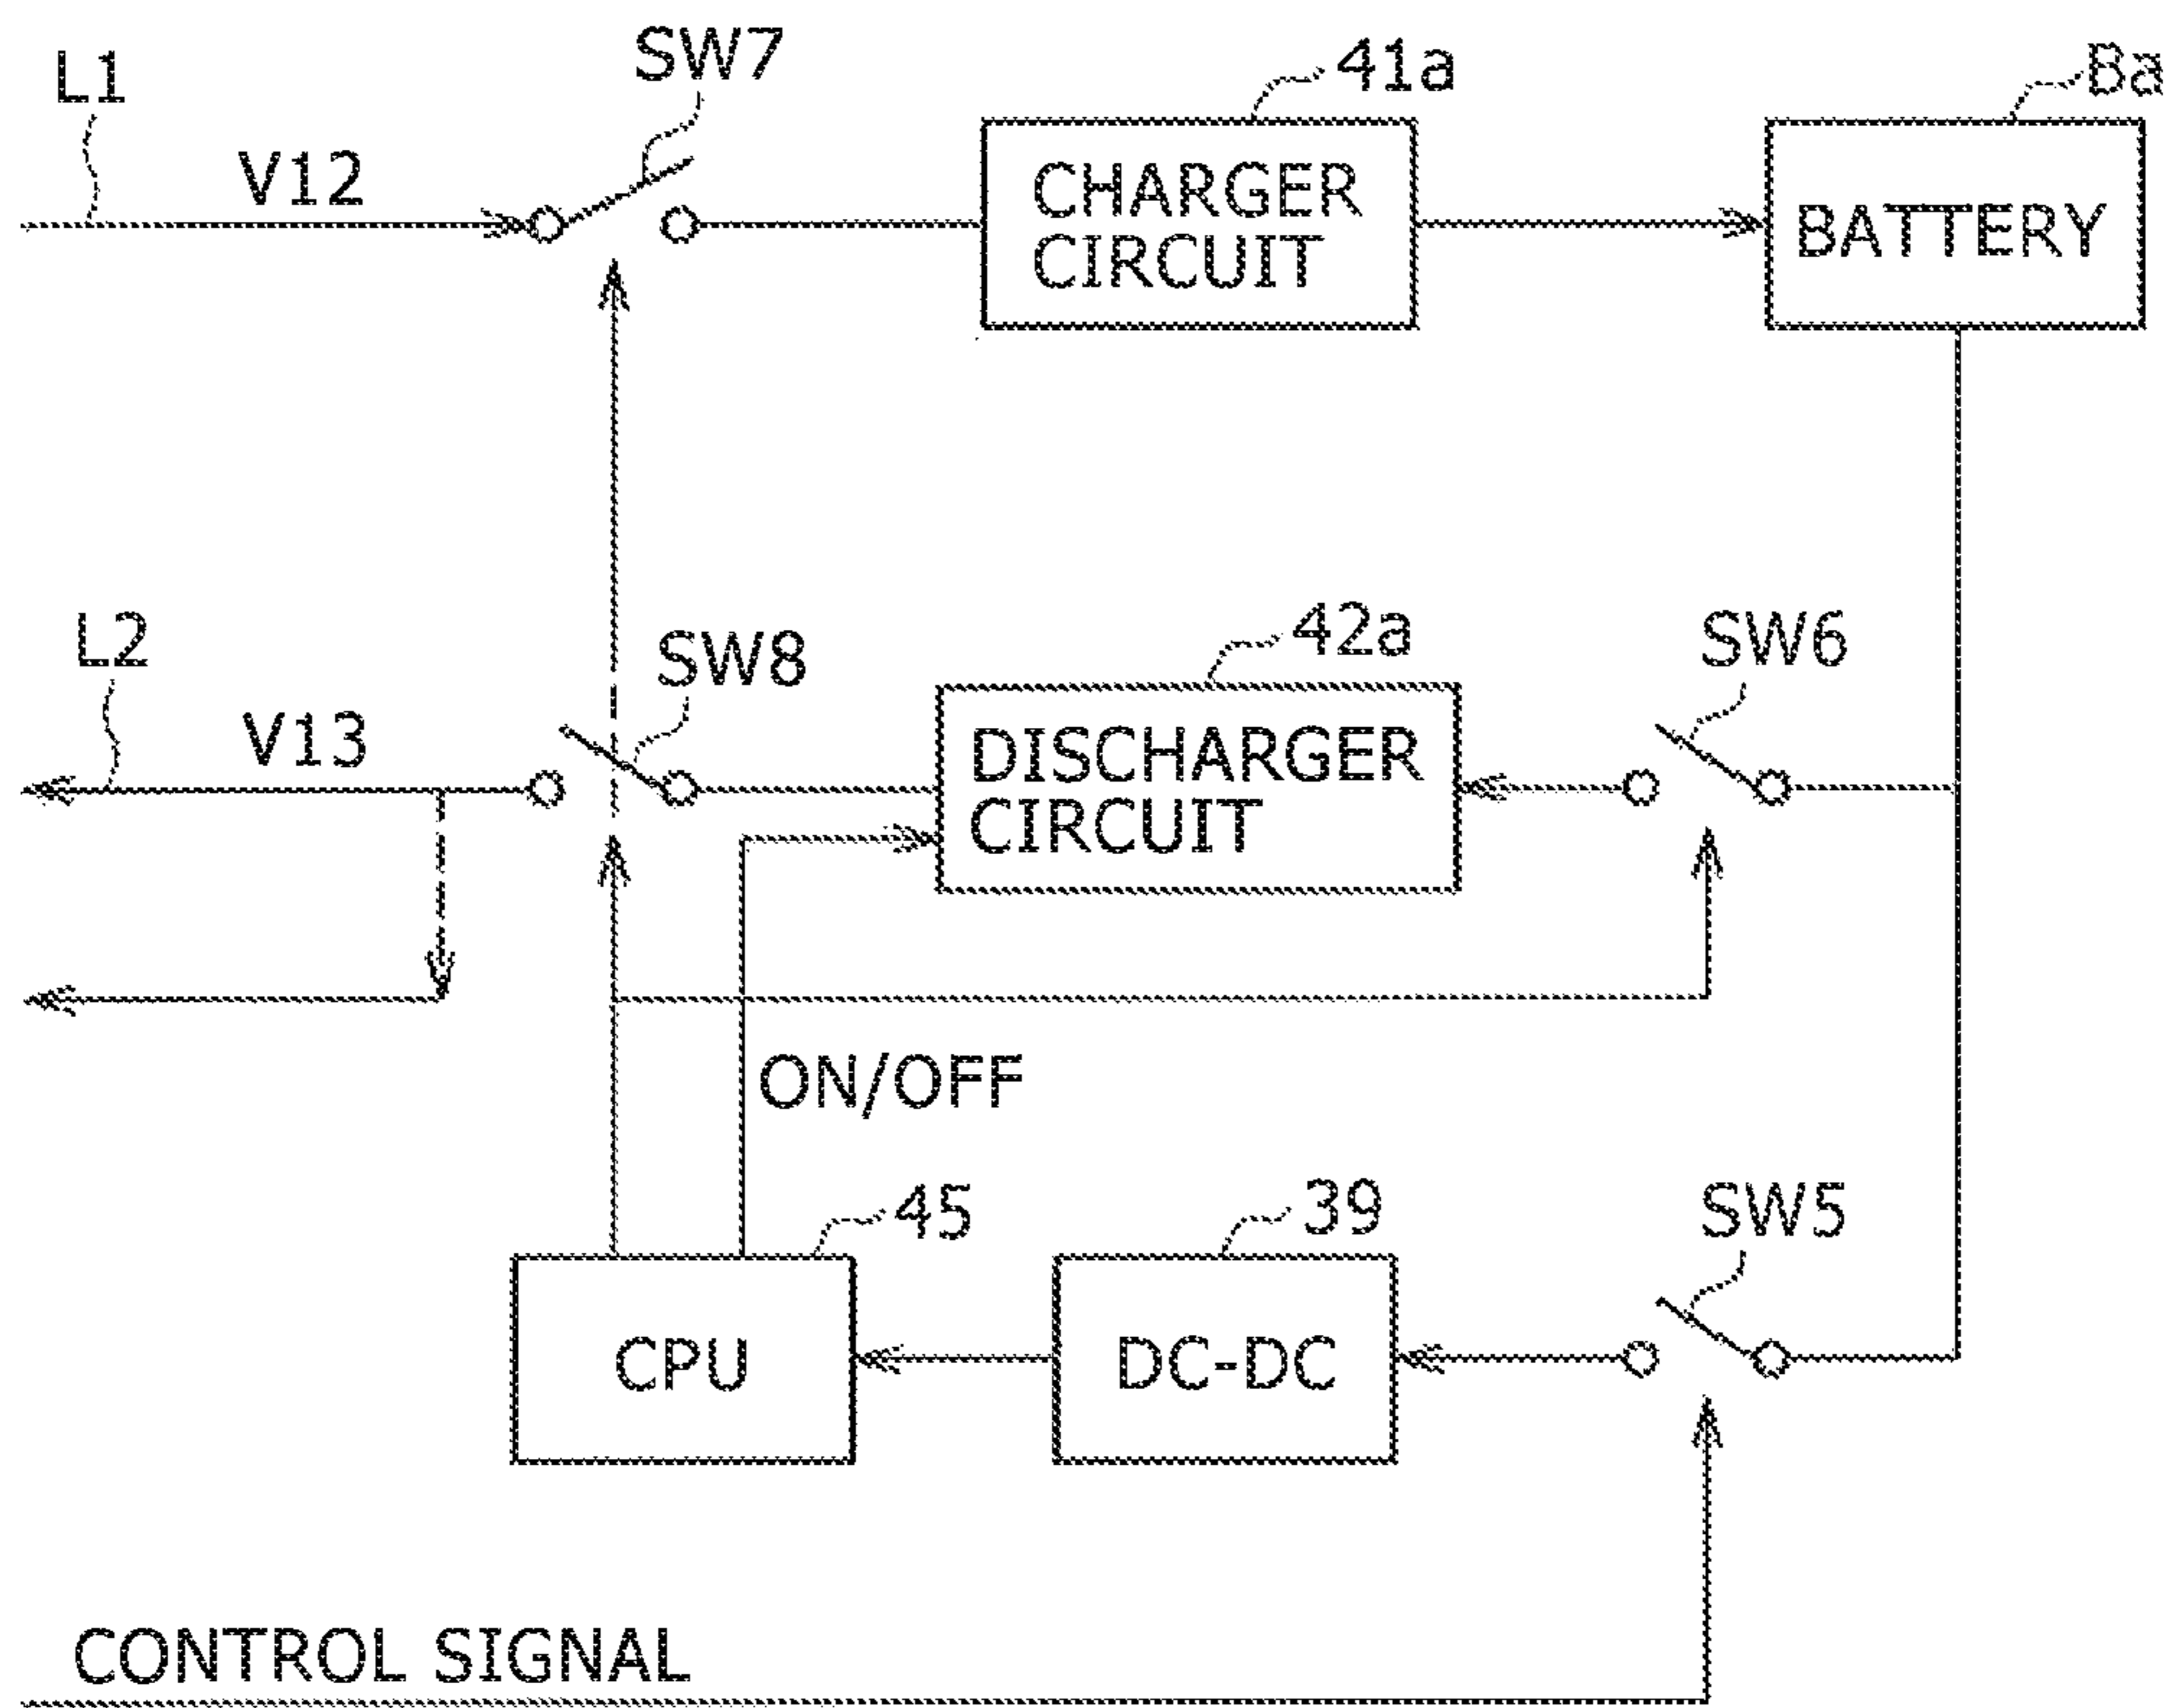 L1
SW7
41a
Ba
V12
CHARGER
CIRCUIT
BATTERY
L2
SW8
42a
SW6
V13
DISCHARGER
CIRCUIT
ON/OFF
45
39
SW5
CPU
DC-DC
CONTROL SIGNAL